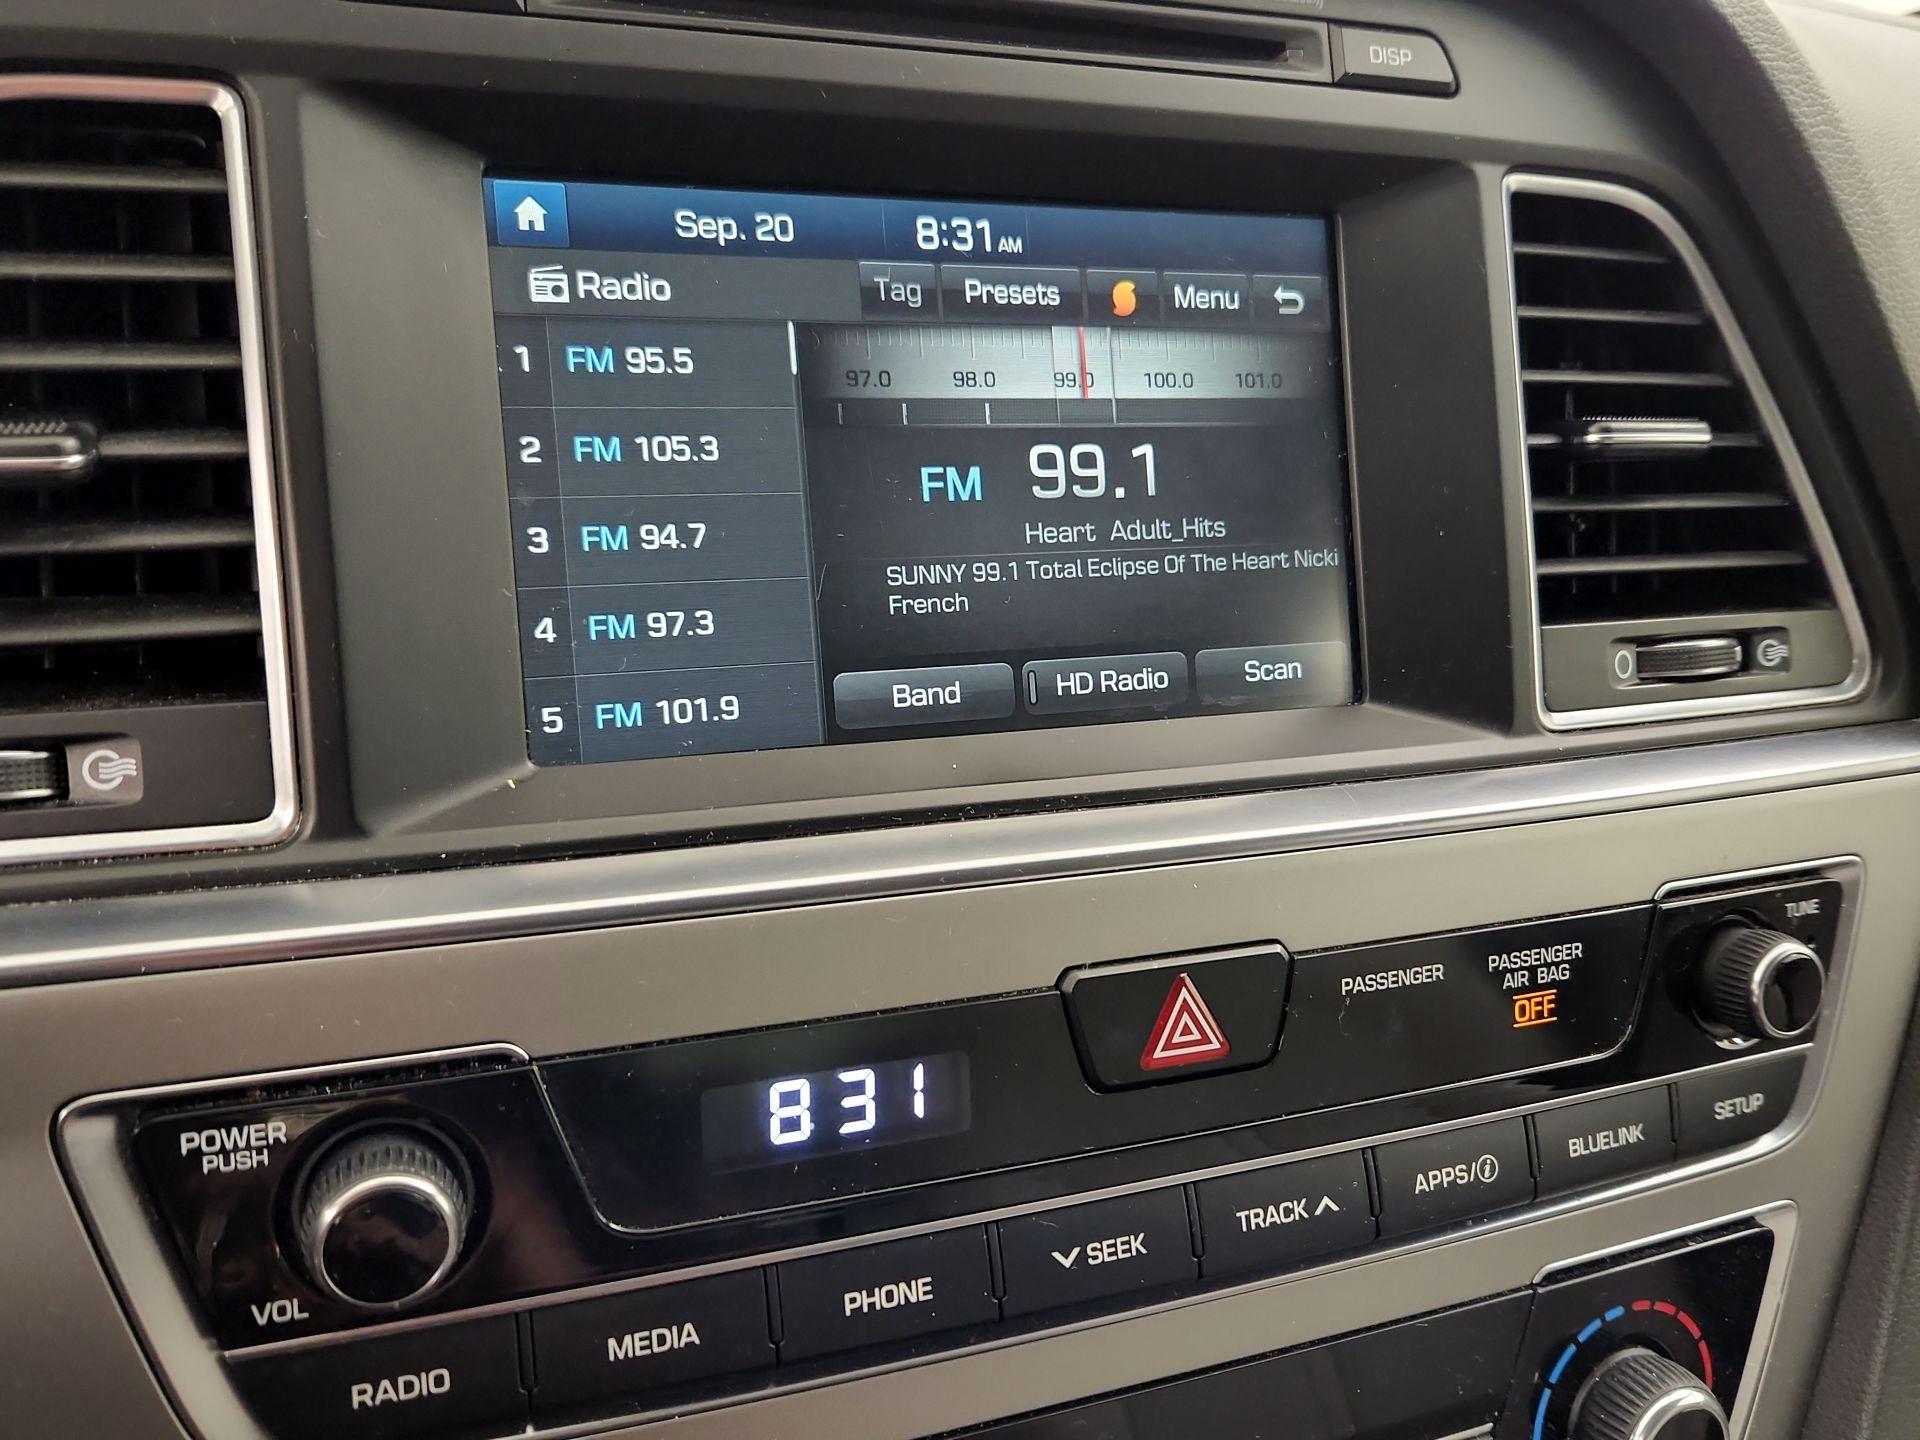 DISP
Sep. 20 8:31 AM
Radio Tag Presets Menu
97.0 98.0 99.0 100.0 101.0
1 FM 95.5
2 FM 105.3
3 FM 94.7
4 FM 97.3
5 FM 101.9
FM 99.1
Heart Adult_Hits
SUNNY 99.1 Total Eclipse Of The Heart Nicki
French
Band HD Radio Scan
PASSENGER
PASSENGER
AIR BAG
OFF
TUNE
POWER
PUSH
VOL
8 31
RADIO MEDIA PHONE SEEK TRACK APPS/i BLUELINK SETUP